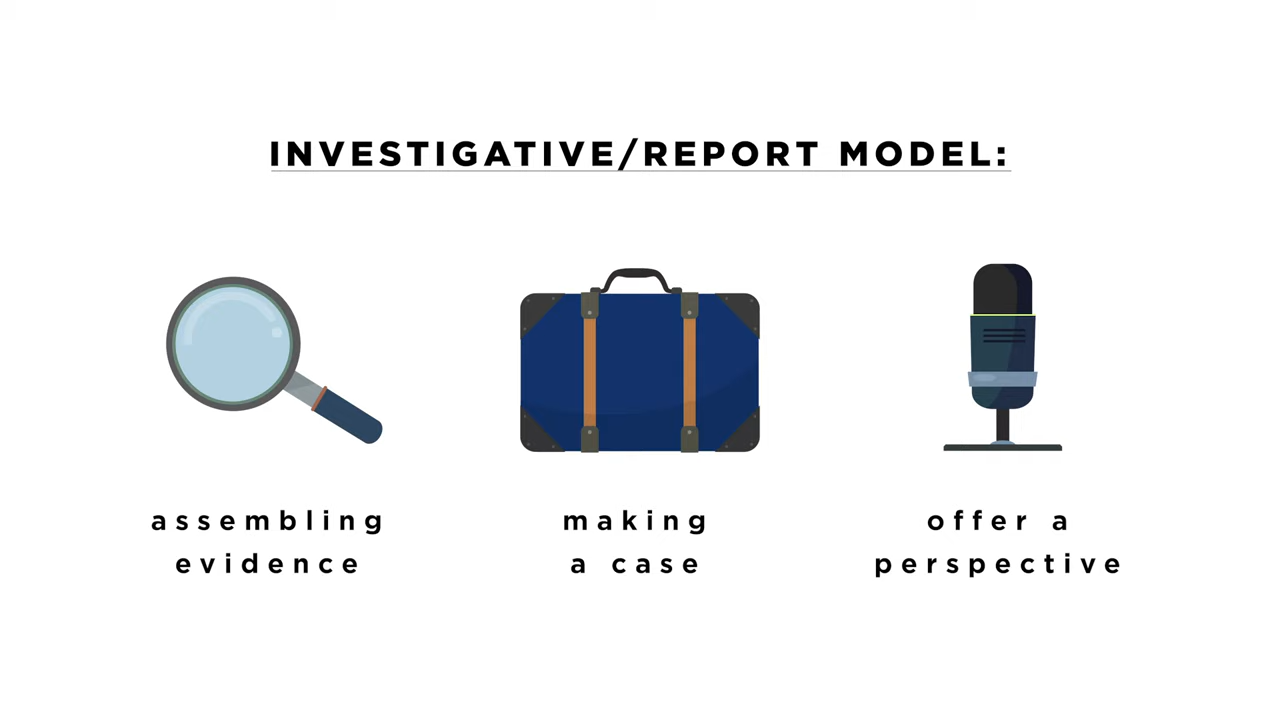 INVESTIGATIVE/REPORT MODEL:
assembling
evidence
making
a case
offer a
perspective